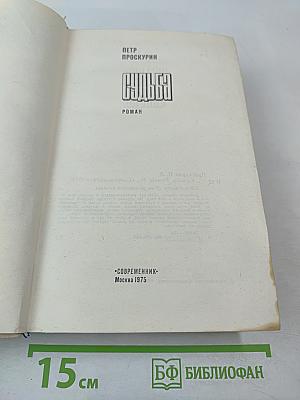 ПЕТР
ПРОСКУРИН
СУДЬБА
РОМАН
«СОВРЕМЕННИК»
Москва 1975
15 см
БФ БИБЛИОФАН